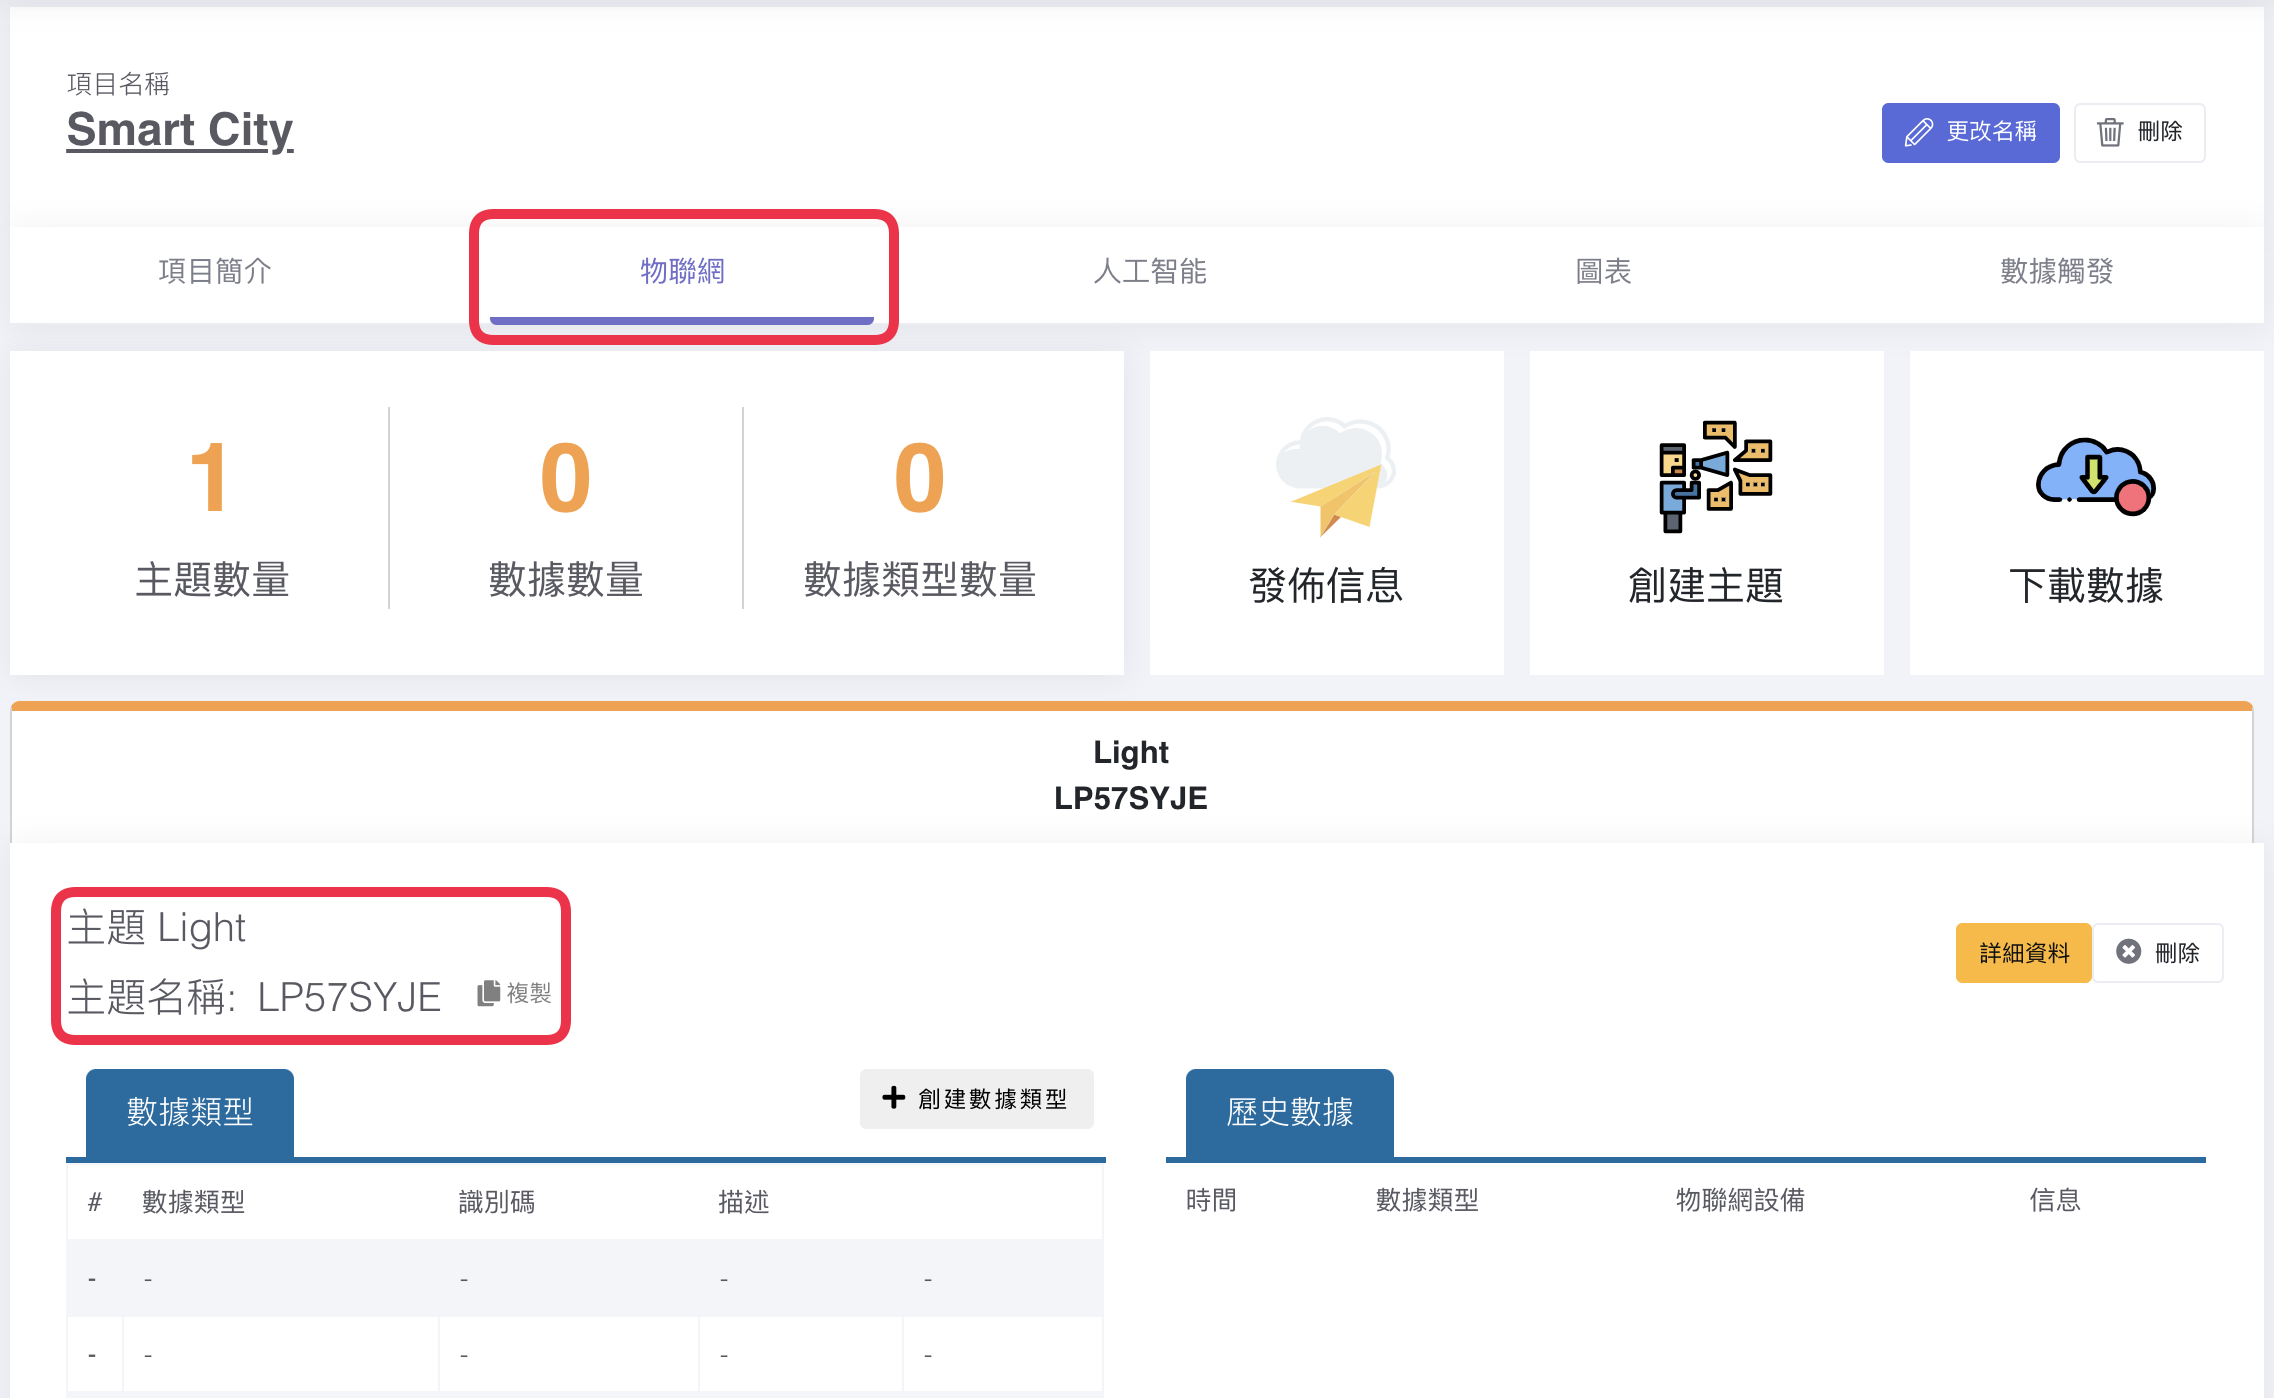 項目名稱
Smart City
更改名稱
刪除
項目簡介
物聯網
人工智能
圖表
數據觸發
1
0
0
主題數量
數據數量
數據類型數量
發佈信息
創建主題
下載數據
Light
LP57SYJE
主題 Light
主題名稱: LP57SYJE 複製
詳細資料
刪除
數據類型
創建數據類型
# 數據類型 識別碼 描述
- - - - -
- - - - -
歷史數據
時間 數據類型 物聯網設備 信息